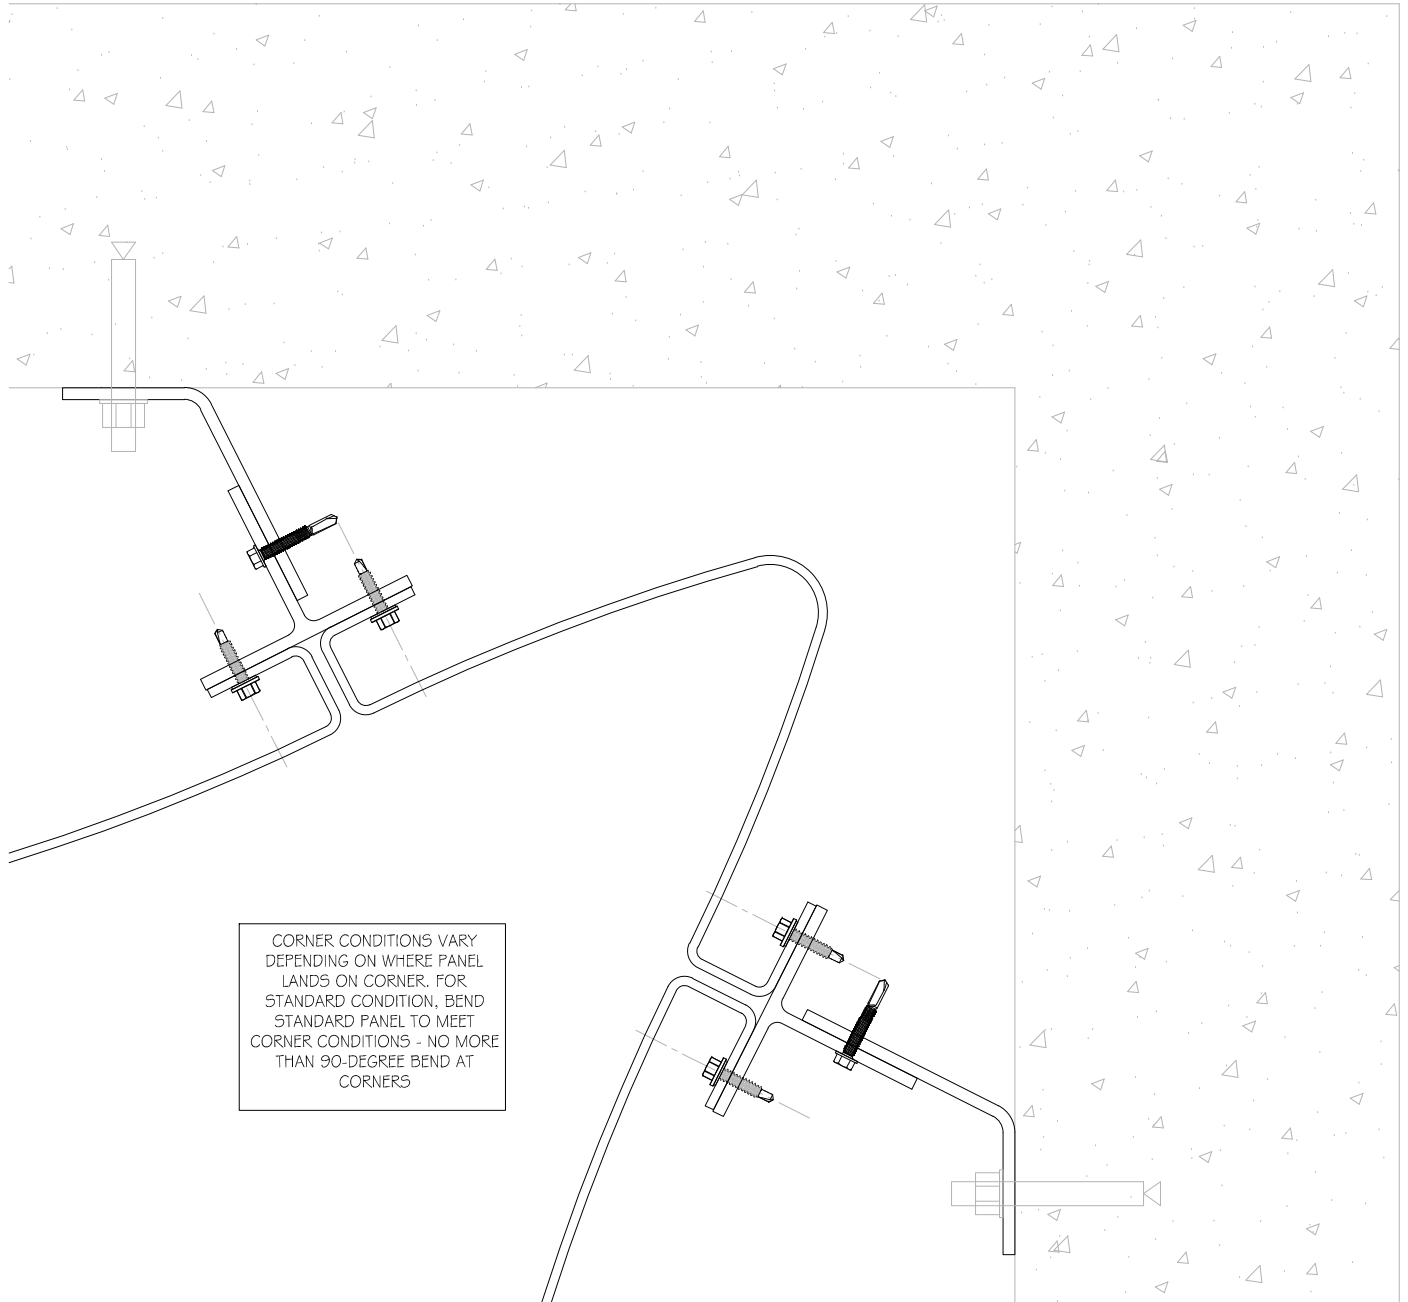 CORNER CONDITIONS VARY
DEPENDING ON WHERE PANEL
LANDS ON CORNER. FOR
STANDARD CONDITION, BEND
STANDARD PANEL TO MEET
CORNER CONDITIONS - NO MORE
THAN 90-DEGREE BEND AT
CORNERS